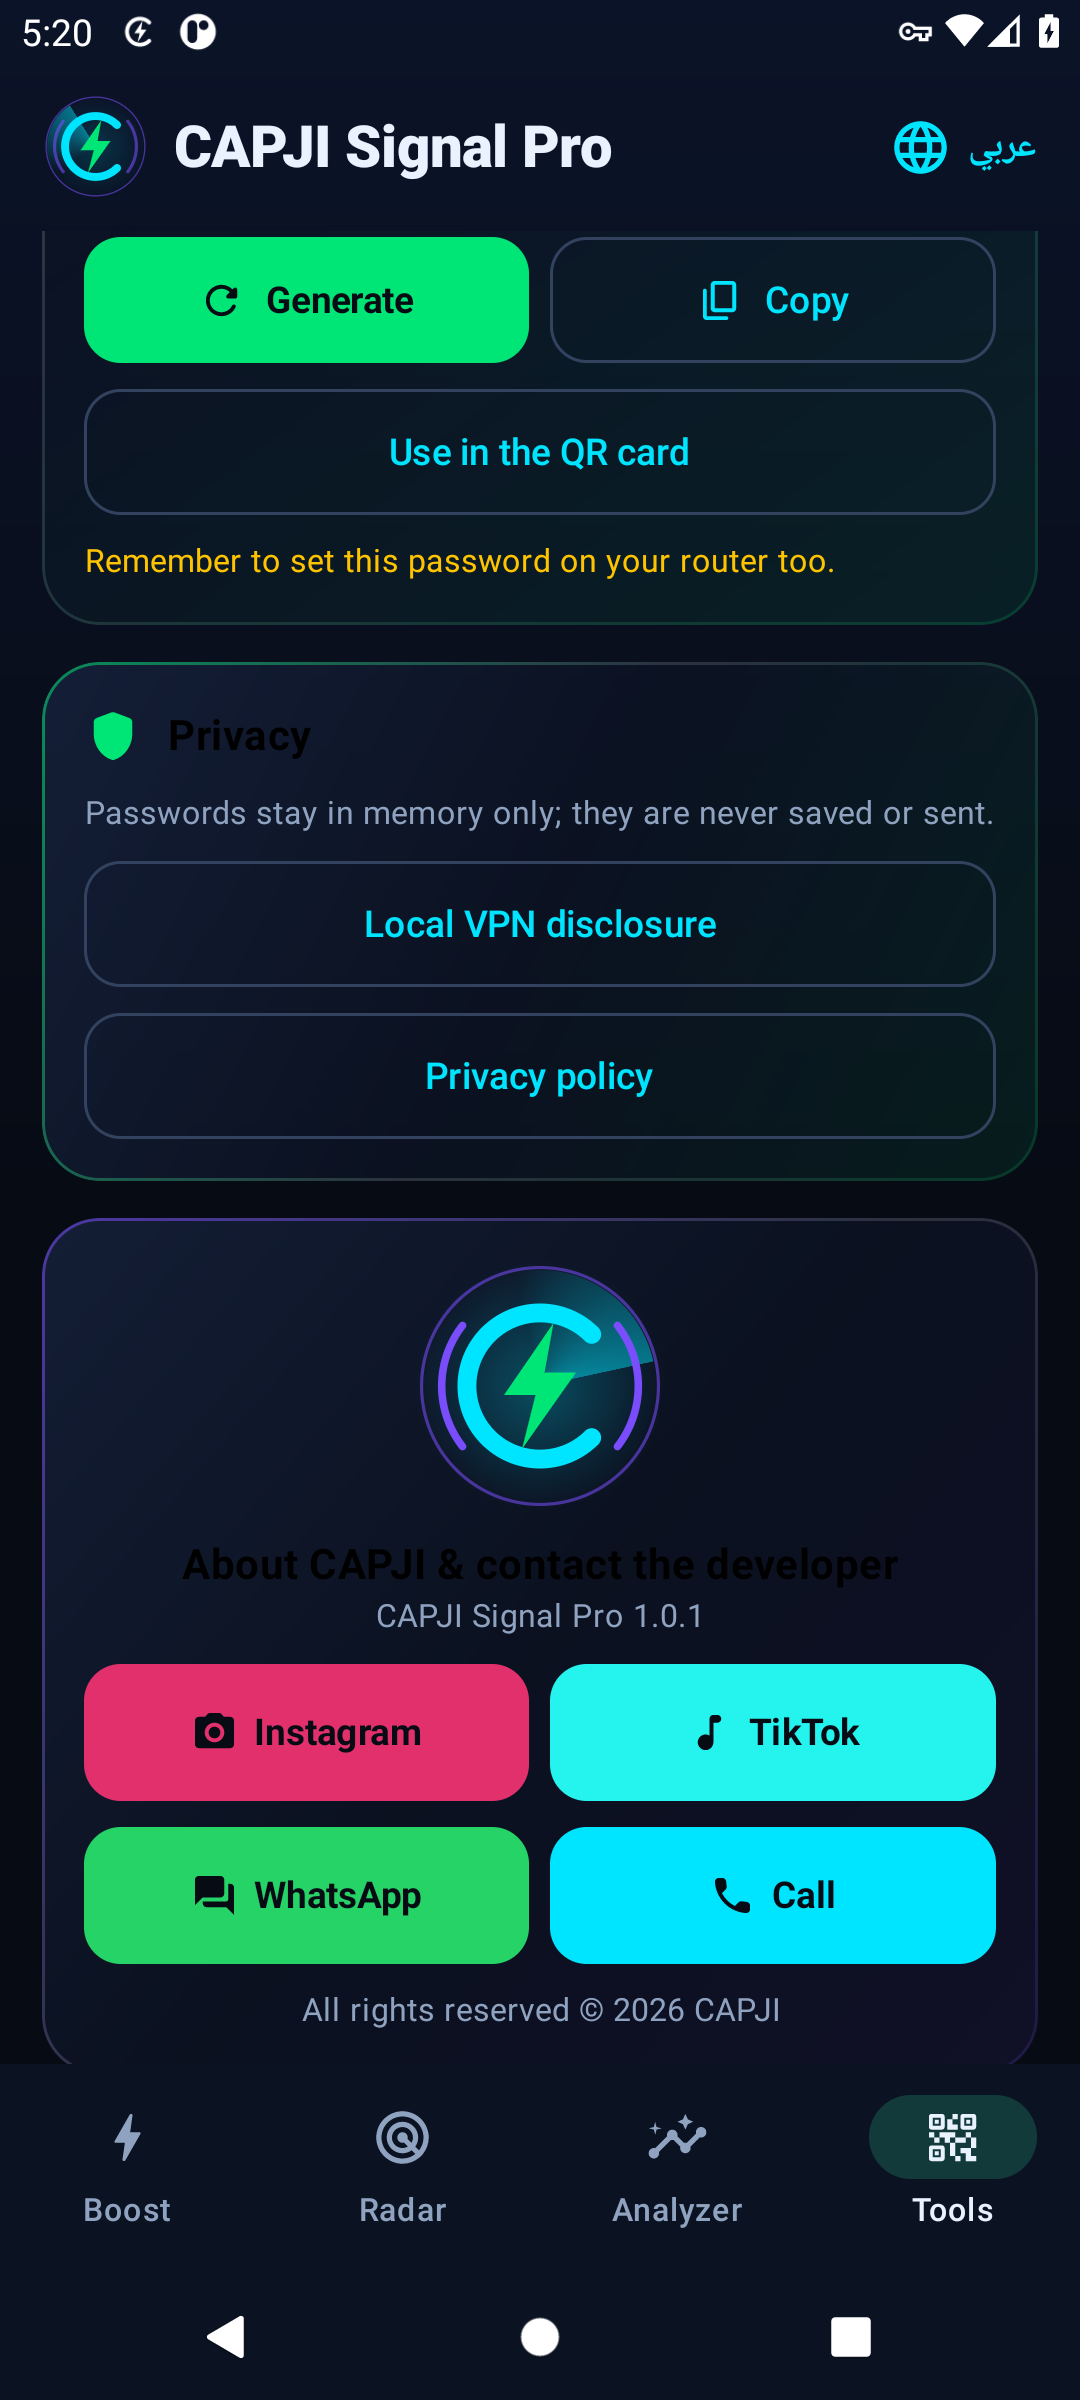 5:20
CAPJI Signal Pro
عربي
Generate
Copy
Use in the QR card
Remember to set this password on your router too.
Privacy
Passwords stay in memory only; they are never saved or sent.
Local VPN disclosure
Privacy policy
About CAPJI & contact the developer
CAPJI Signal Pro 1.0.1
Instagram
TikTok
WhatsApp
Call
All rights reserved © 2026 CAPJI
Boost
Radar
Analyzer
Tools